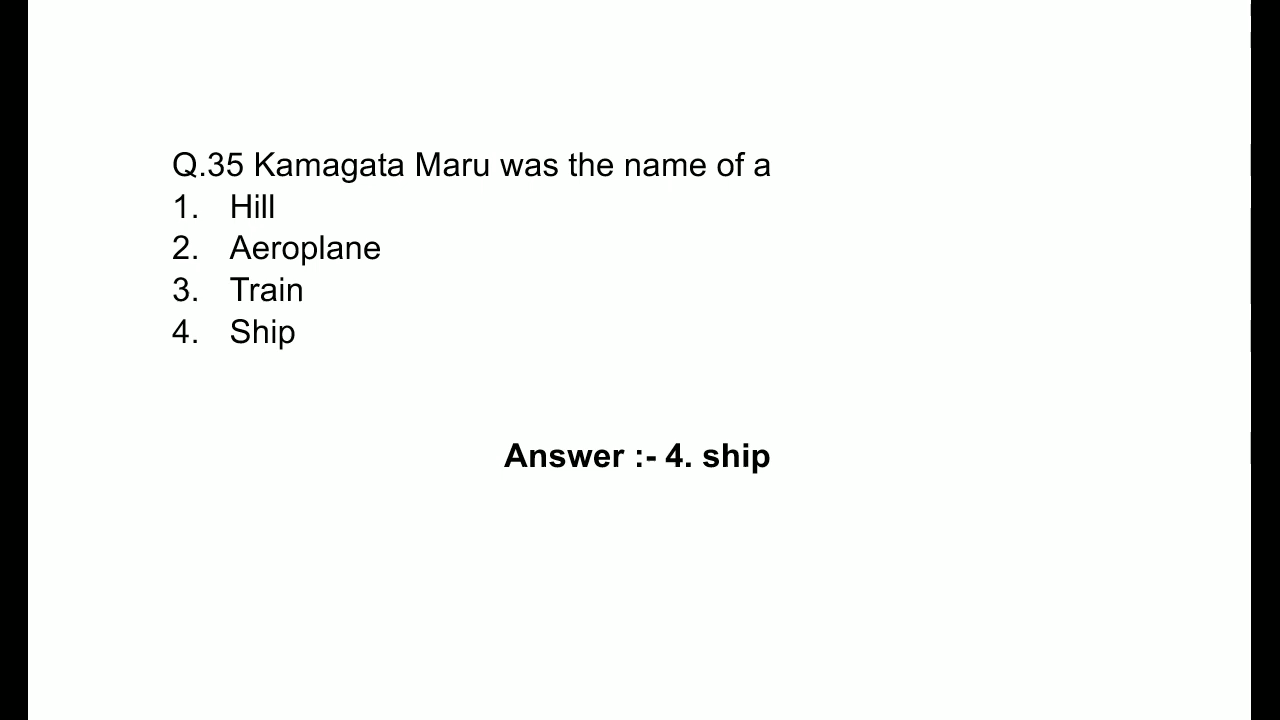 Q.35 Kamagata Maru was the name of a
1. Hill
2. Aeroplane
3. Train
4. Ship
Answer :- 4. ship